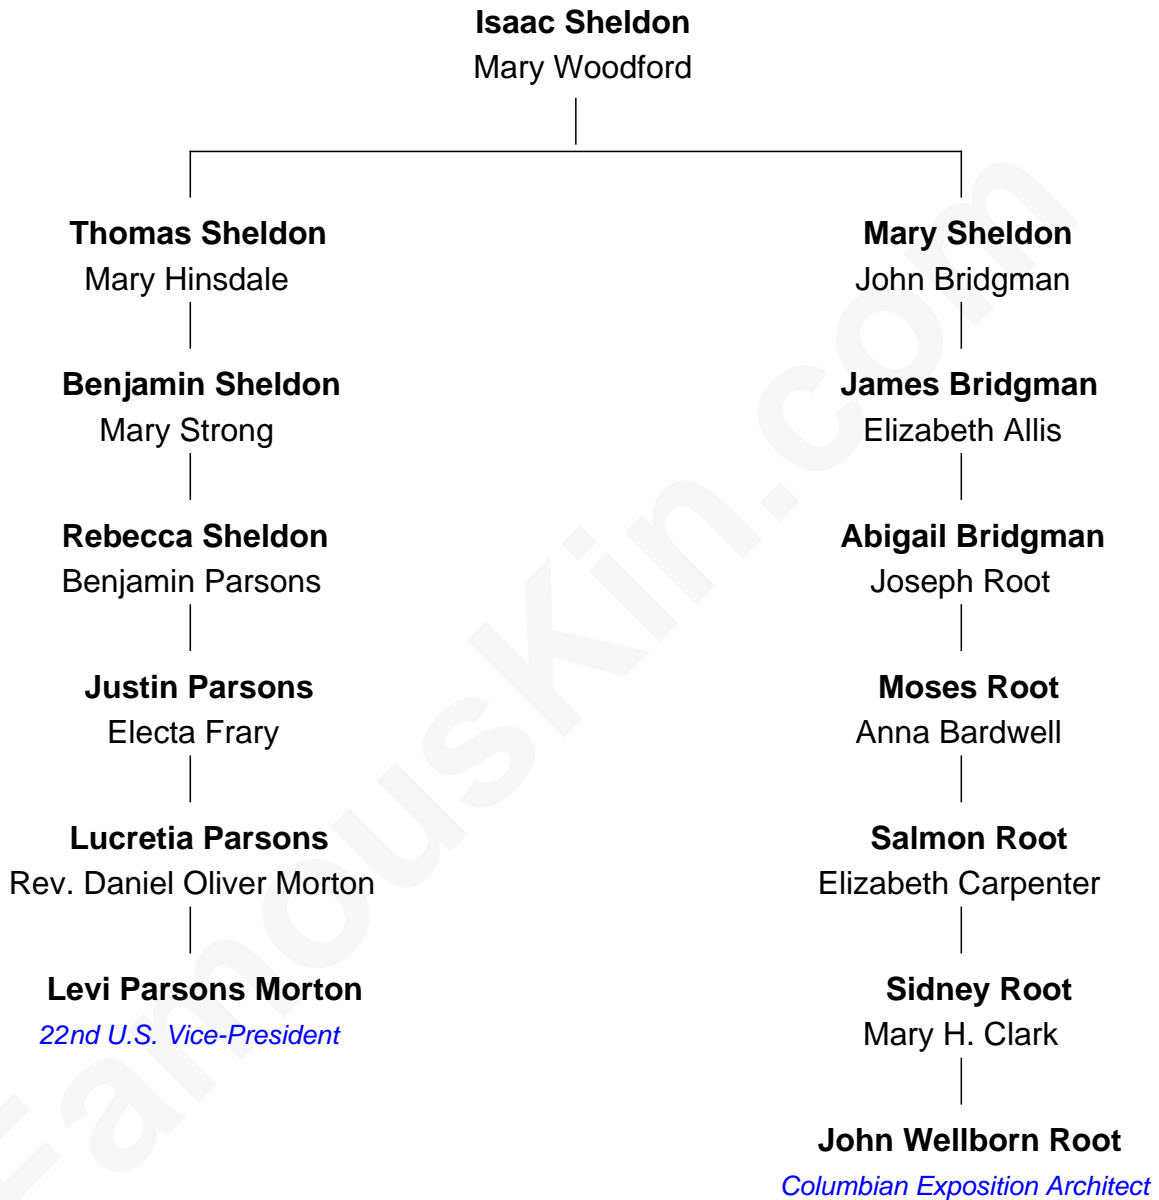 Isaac Sheldon
Mary Woodford
Thomas Sheldon
Mary Hinsdale
Mary Sheldon
John Bridgman
Benjamin Sheldon
Mary Strong
James Bridgman
Elizabeth Allis
Rebecca Sheldon
Benjamin Parsons
Abigail Bridgman
Joseph Root
Justin Parsons
Electa Frary
Moses Root
Anna Bardwell
Lucretia Parsons
Rev. Daniel Oliver Morton
Salmon Root
Elizabeth Carpenter
Levi Parsons Morton
22nd U.S. Vice-President
Sidney Root
Mary H. Clark
John Wellborn Root
Columbian Exposition Architect
FamousKin.com